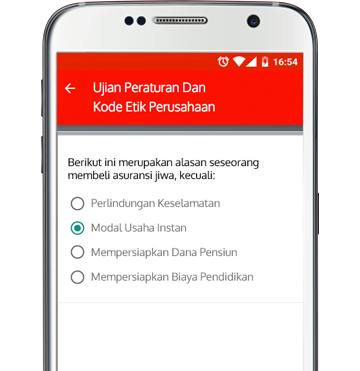 16:54
Ujian Peraturan Dan
Kode Etik Perusahaan
Berikut ini merupakan alasan seseorang
membeli asuransi jiwa, kecuali:
Perlindungan Keselamatan
Modal Usaha Instan
Mempersiapkan Dana Pensiun
Mempersiapkan Biaya Pendidikan